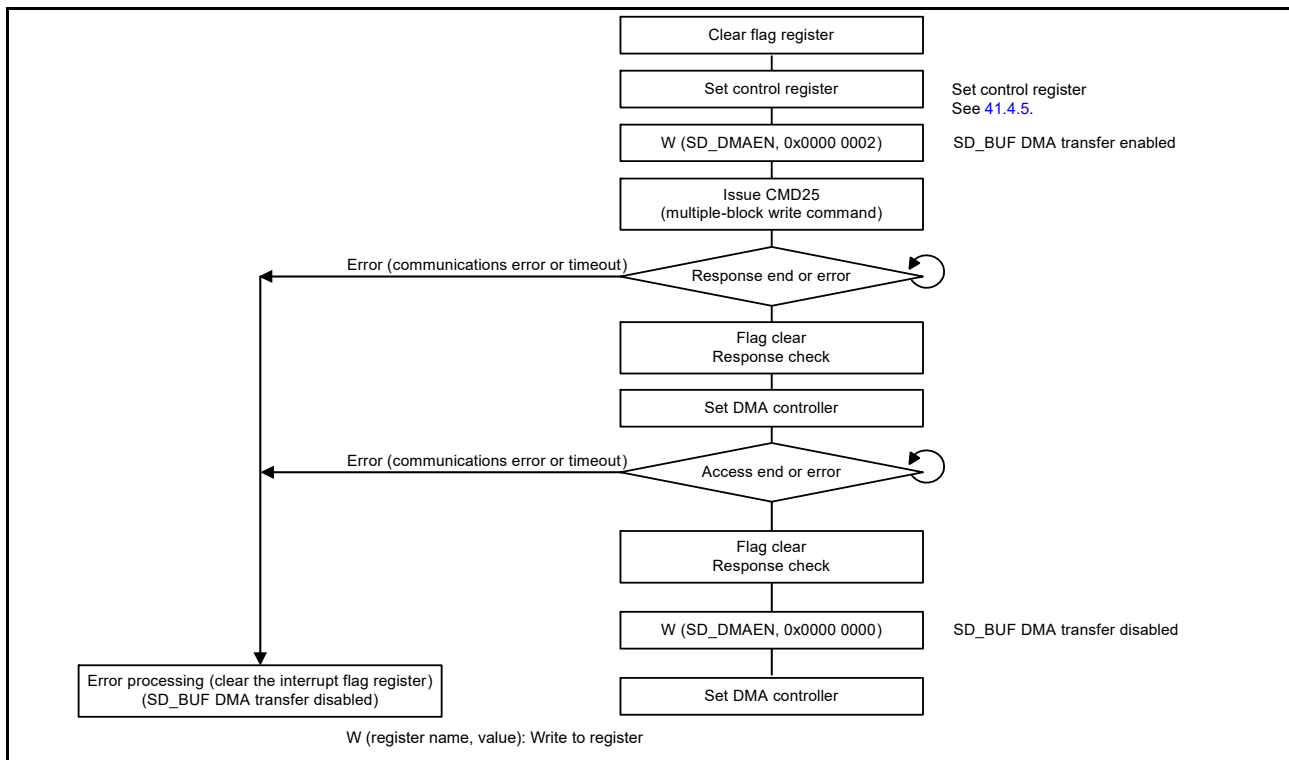 Clear flag register
Set control register
Set control register
See 41.4.5.
W (SD_DMAEN, 0x0000 0002)
SD_BUF DMA transfer enabled
Issue CMD25
(multiple-block write command)
Error (communications error or timeout)
Response end or error
Flag clear
Response check
Set DMA controller
Error (communications error or timeout)
Access end or error
Flag clear
Response check
W (SD_DMAEN, 0x0000 0000)
SD_BUF DMA transfer disabled
Error processing (clear the interrupt flag register)
(SD_BUF DMA transfer disabled)
Set DMA controller
W (register name, value): Write to register